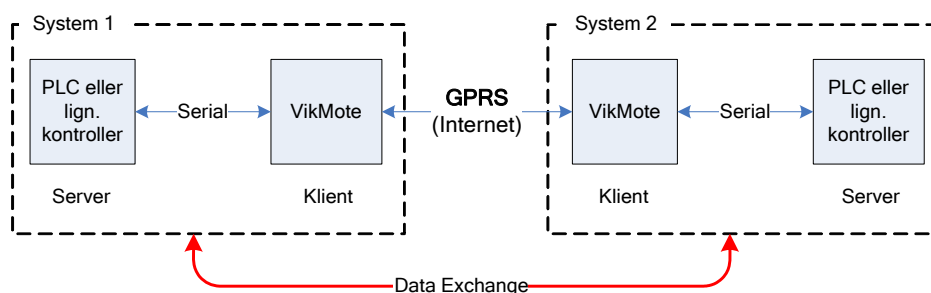 System 1
System 2
PLC eller
lign.
kontroller
Serial
VikMote
GPRS
(Internet)
VikMote
Serial
PLC eller
lign.
kontroller
Server
Klient
Klient
Server
Data Exchange